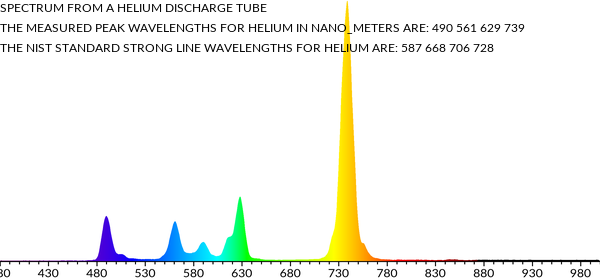 SPECTRUM FROM A HELIUM DISCHARGE TUBE
THE MEASURED PEAK WAVELENGTHS FOR HELIUM IN NANO_METERS ARE: 490 561 629 739
THE NIST STANDARD STRONG LINE WAVELENGTHS FOR HELIUM ARE: 587 668 706 728
80 430 480 530 580 630 680 730 780 830 880 930 980